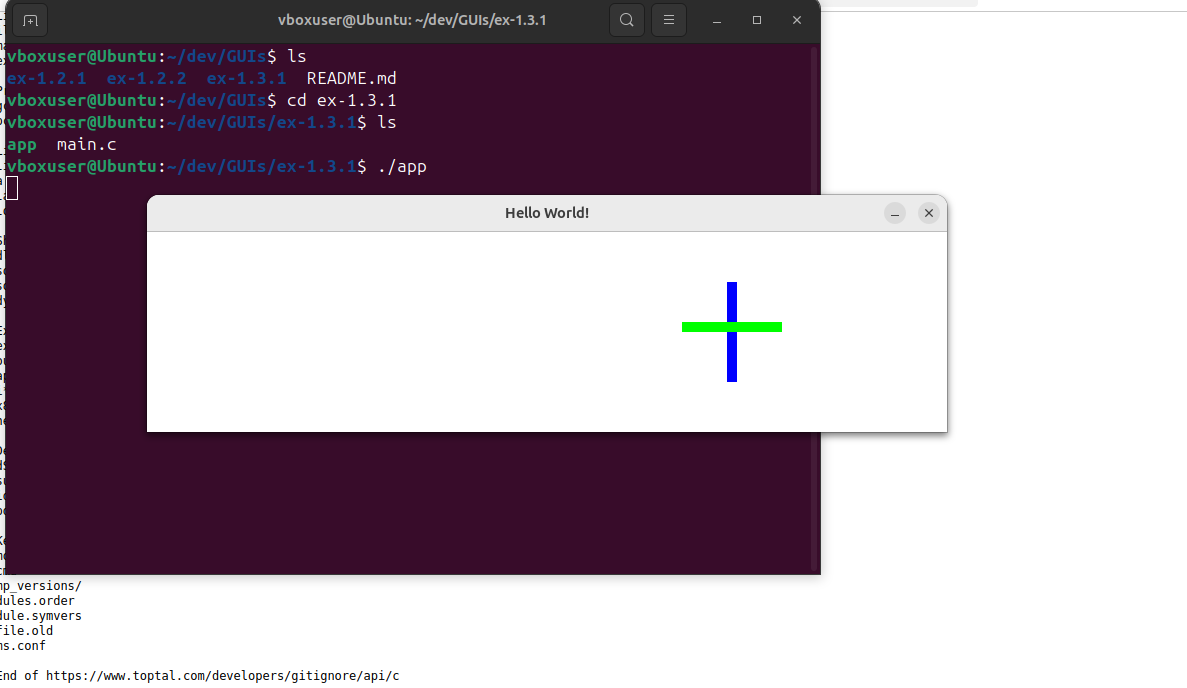 vboxuser@Ubuntu: ~/dev/GUIs/ex-1.3.1
vboxuser@Ubuntu:~/dev/GUIs$ ls
ex-1.2.1 ex-1.2.2 ex-1.3.1 README.md
vboxuser@Ubuntu:~/dev/GUIs$ cd ex-1.3.1
vboxuser@Ubuntu:~/dev/GUIs/ex-1.3.1$ ls
app main.c
vboxuser@Ubuntu:~/dev/GUIs/ex-1.3.1$ ./app
Hello World!
mp_versions/
dules.order
dule.symvers
file.old
ms.conf
End of https://www.toptal.com/developers/gitignore/api/c